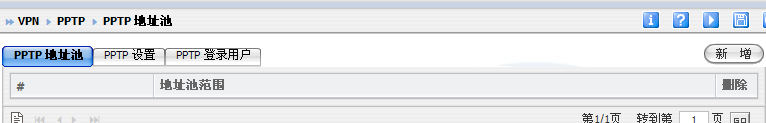 VPN PPTP PPTP 地址池
PPTP 地址池 PPTP 设置 PPTP 登录用户 新 增
# 地址池范围 删除
第1/1页 转到第 1 页 GO